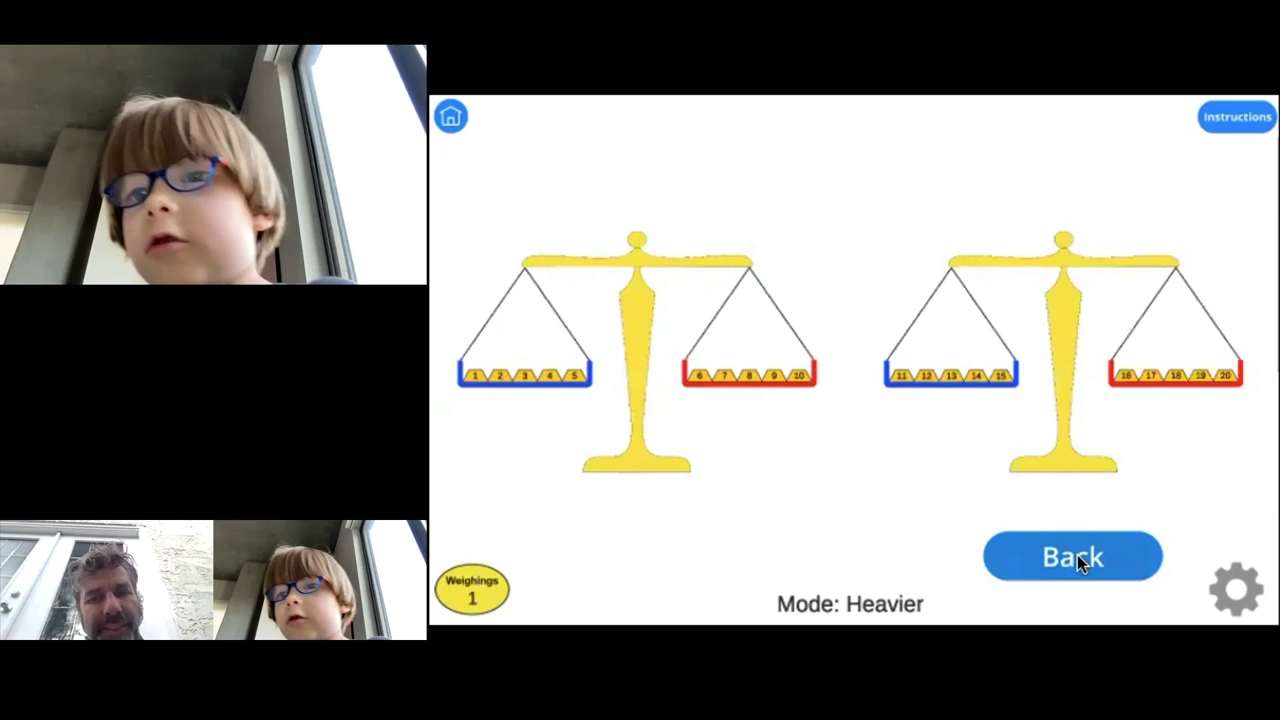 Instructions
1 2 3 4 5
6 7 8 9 10
11 12 13 14 15
16 17 18 19 20
Back
Weighings
1
Mode: Heavier